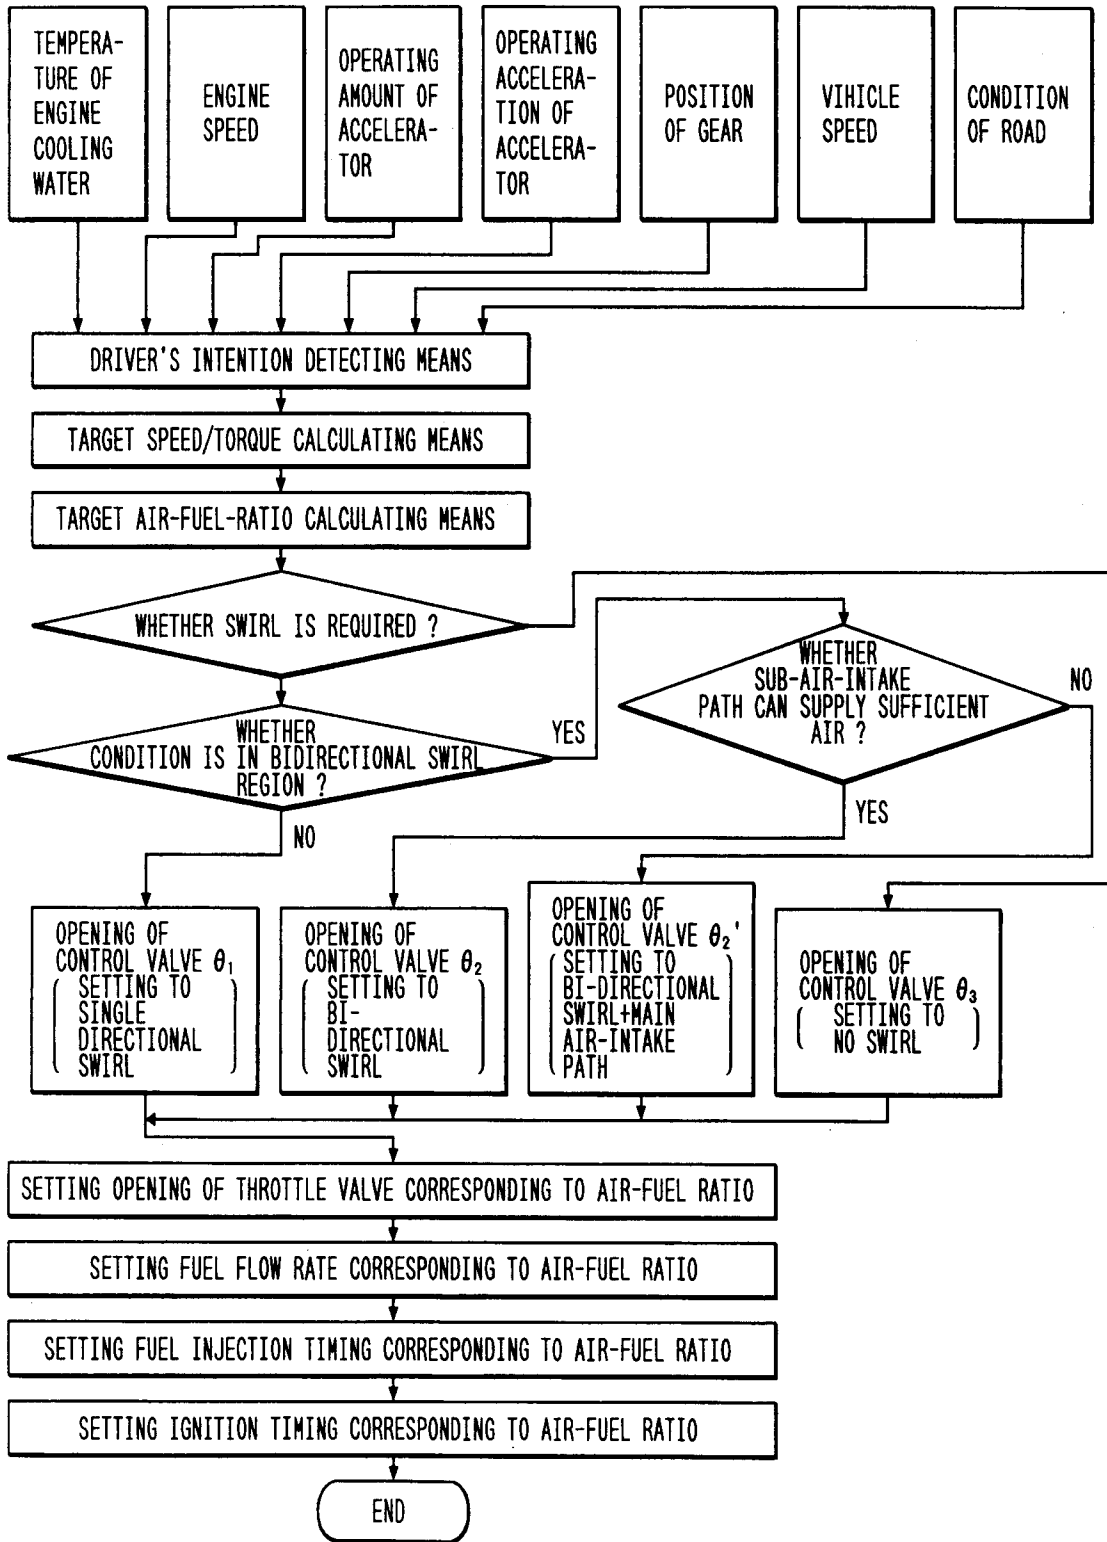 TEMPERA-
TURE OF
ENGINE
COOLING
WATER
ENGINE
SPEED
OPERATING
AMOUNT OF
ACCELERA-
TOR
OPERATING
ACCELERA-
TION OF
ACCELERA-
TOR
POSITION
OF GEAR
VIHICLE
SPEED
CONDITION
OF ROAD
DRIVER'S INTENTION DETECTING MEANS
TARGET SPEED/TORQUE CALCULATING MEANS
TARGET AIR-FUEL-RATIO CALCULATING MEANS
WHETHER SWIRL IS REQUIRED ?
WHETHER
CONDITION IS IN BIDIRECTIONAL SWIRL
REGION ?
YES
NO
WHETHER
SUB-AIR-INTAKE
PATH CAN SUPPLY SUFFICIENT
AIR ?
NO
YES
OPENING OF
CONTROL VALVE θ₁
( SETTING TO
SINGLE
DIRECTIONAL
SWIRL )
OPENING OF
CONTROL VALVE θ₂
( SETTING TO
BI-
DIRECTIONAL
SWIRL )
OPENING OF
CONTROL VALVE θ₂'
( SETTING TO
BI-DIRECTIONAL
SWIRL+MAIN
AIR-INTAKE
PATH )
OPENING OF
CONTROL VALVE θ₃
( SETTING TO
NO SWIRL )
SETTING OPENING OF THROTTLE VALVE CORRESPONDING TO AIR-FUEL RATIO
SETTING FUEL FLOW RATE CORRESPONDING TO AIR-FUEL RATIO
SETTING FUEL INJECTION TIMING CORRESPONDING TO AIR-FUEL RATIO
SETTING IGNITION TIMING CORRESPONDING TO AIR-FUEL RATIO
END